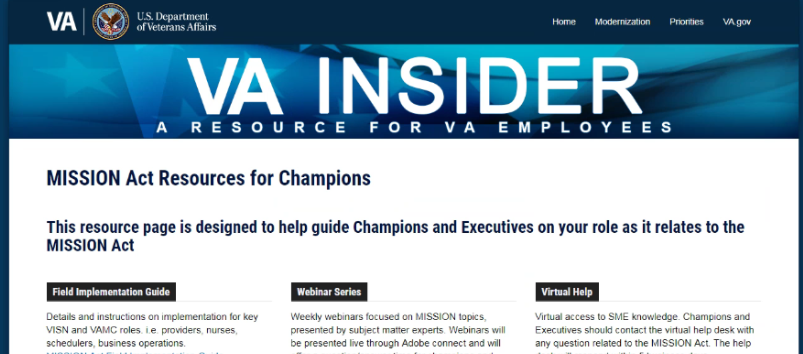 VA
U.S. Department
of Veterans Affairs
Home Modernization Priorities VA.gov
VA INSIDER
A RESOURCE FOR VA EMPLOYEES
MISSION Act Resources for Champions
This resource page is designed to help guide Champions and Executives on your role as it relates to the
MISSION Act
Field Implementation Guide
Details and instructions on implementation for key
VISN and VAMC roles. i.e. providers, nurses,
schedulers, business operations.
Webinar Series
Weekly webinars focused on MISSION topics,
presented by subject matter experts. Webinars will
be presented live through Adobe connect and will
Virtual Help
Virtual access to SME knowledge. Champions and
Executives should contact the virtual help desk with
any question related to the MISSION Act. The help